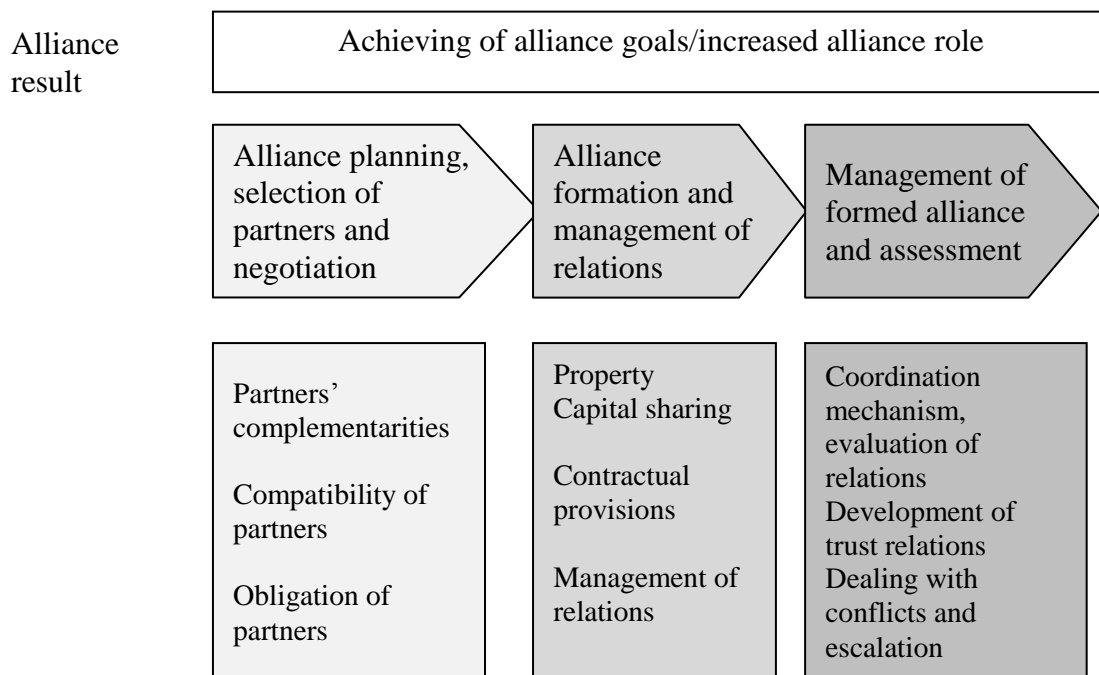 Alliance
result
Achieving of alliance goals/increased alliance role
Alliance planning,
selection of
partners and
negotiation
Alliance
formation and
management of
relations
Management of
formed alliance
and assessment
Partners’
complementarities
Compatibility of
partners
Obligation of
partners
Property
Capital sharing
Contractual
provisions
Management of
relations
Coordination
mechanism,
evaluation of
relations
Development of
trust relations
Dealing with
conflicts and
escalation